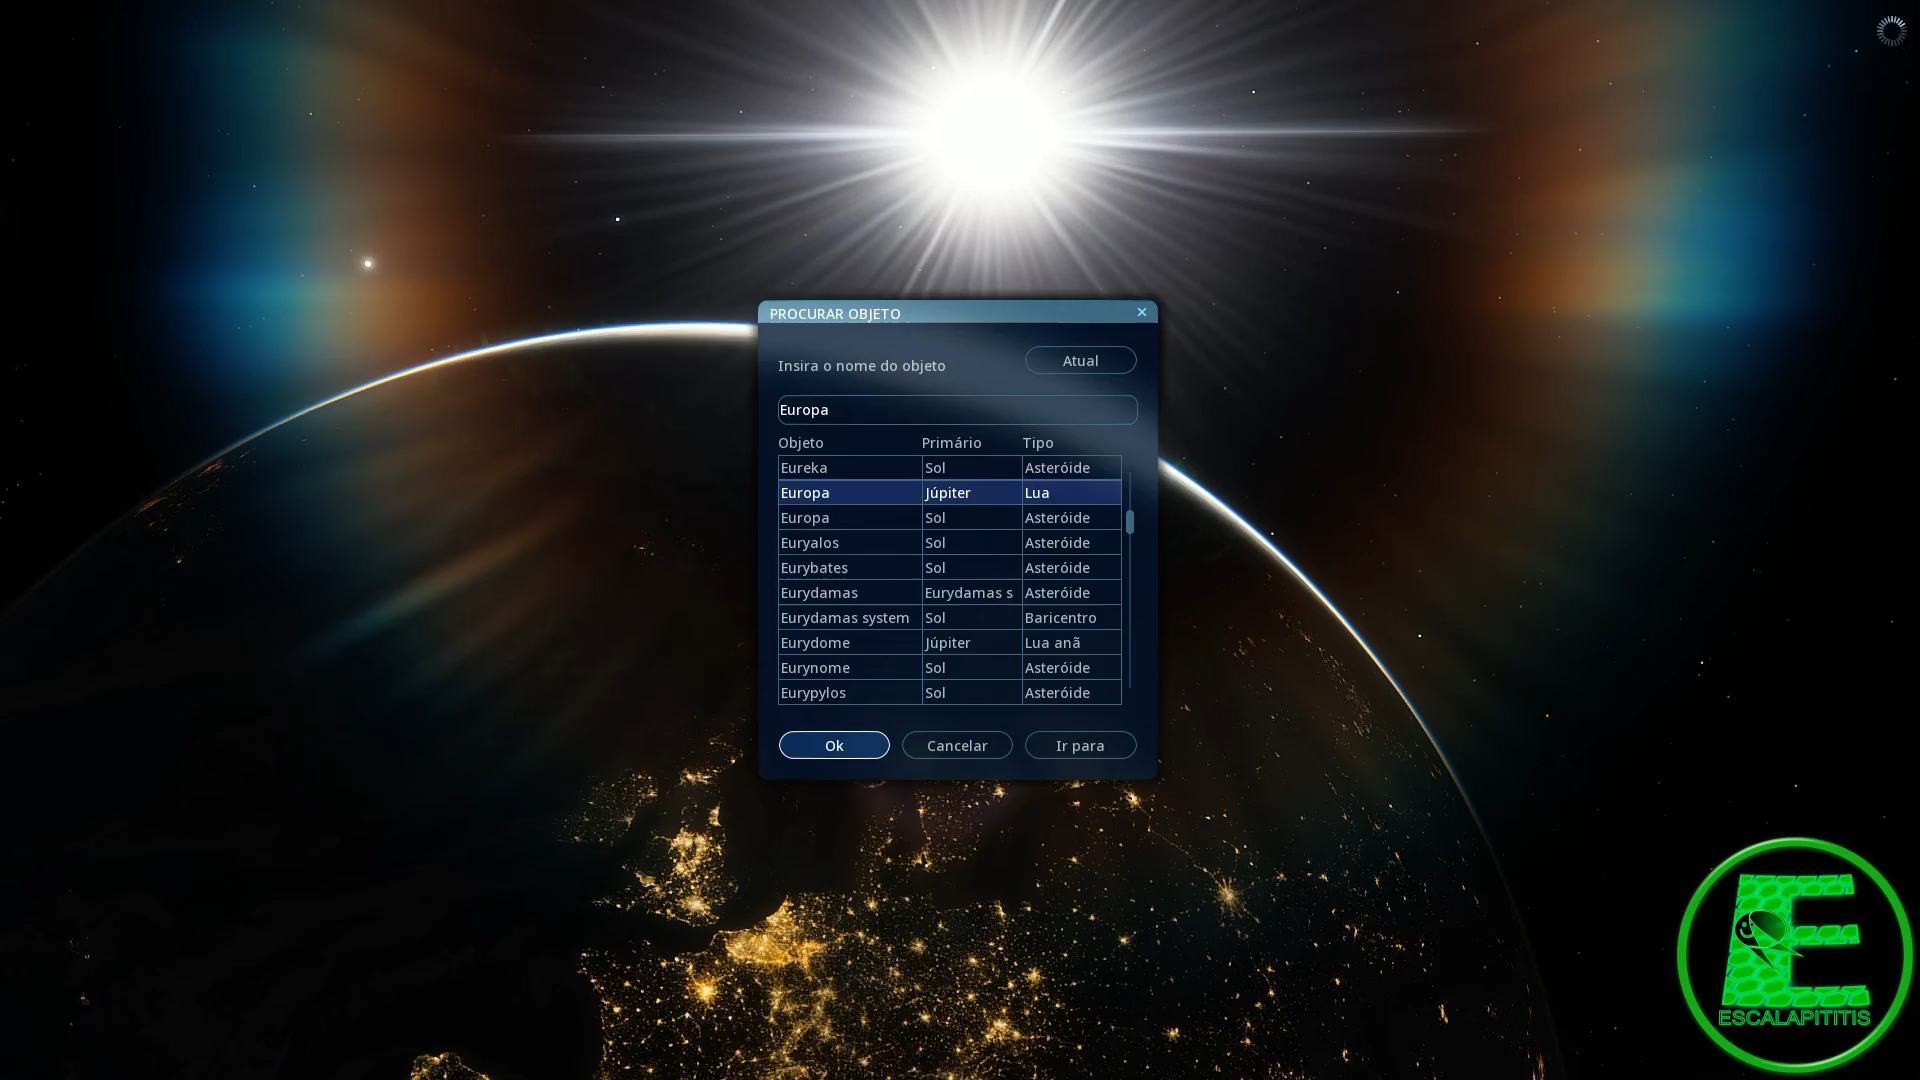 PROCURAR OBJETO
Insira o nome do objeto
Atual
Europa
Objeto Primário Tipo
Eureka Sol Asteróide
Europa Júpiter Lua
Europa Sol Asteróide
Euryalos Sol Asteróide
Eurybates Sol Asteróide
Eurydamas Eurydamas s Asteróide
Eurydamas system Sol Baricentro
Eurydome Júpiter Lua anã
Eurynome Sol Asteróide
Eurypylos Sol Asteróide
Ok Cancelar Ir para
E
ESCALAPITITIS